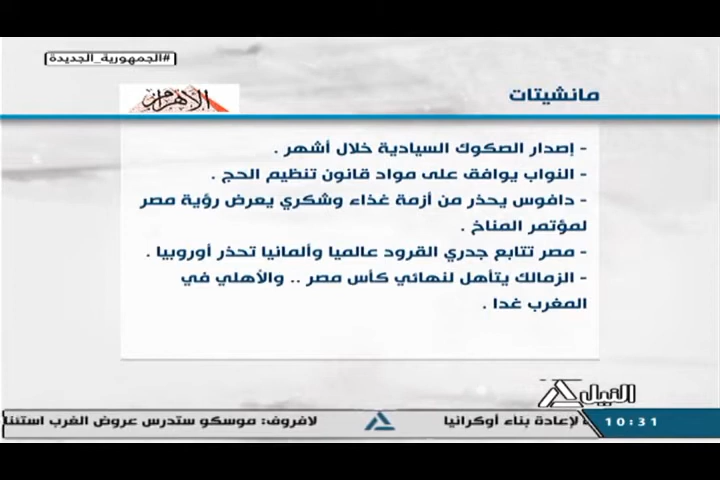 #الجمهورية_الجديدة
مانشيتات
الأهرام
- إصدار الصكوك السيادية خلال أشهر .
- النواب يوافق على مواد قانون تنظيم الحج .
- دافوس يحذر من أزمة غذاء وشكري يعرض رؤية مصر
لمؤتمر المناخ .
- مصر تتابع جدري القرود عالميا وألمانيا تحذر أوروبيا .
- الزمالك يتأهل لنهائي كأس مصر .. والأهلي في
المغرب غدا .
النيل
10:31
لإعادة بناء أوكرانيا
لافروف: موسكو ستدرس عروض الغرب